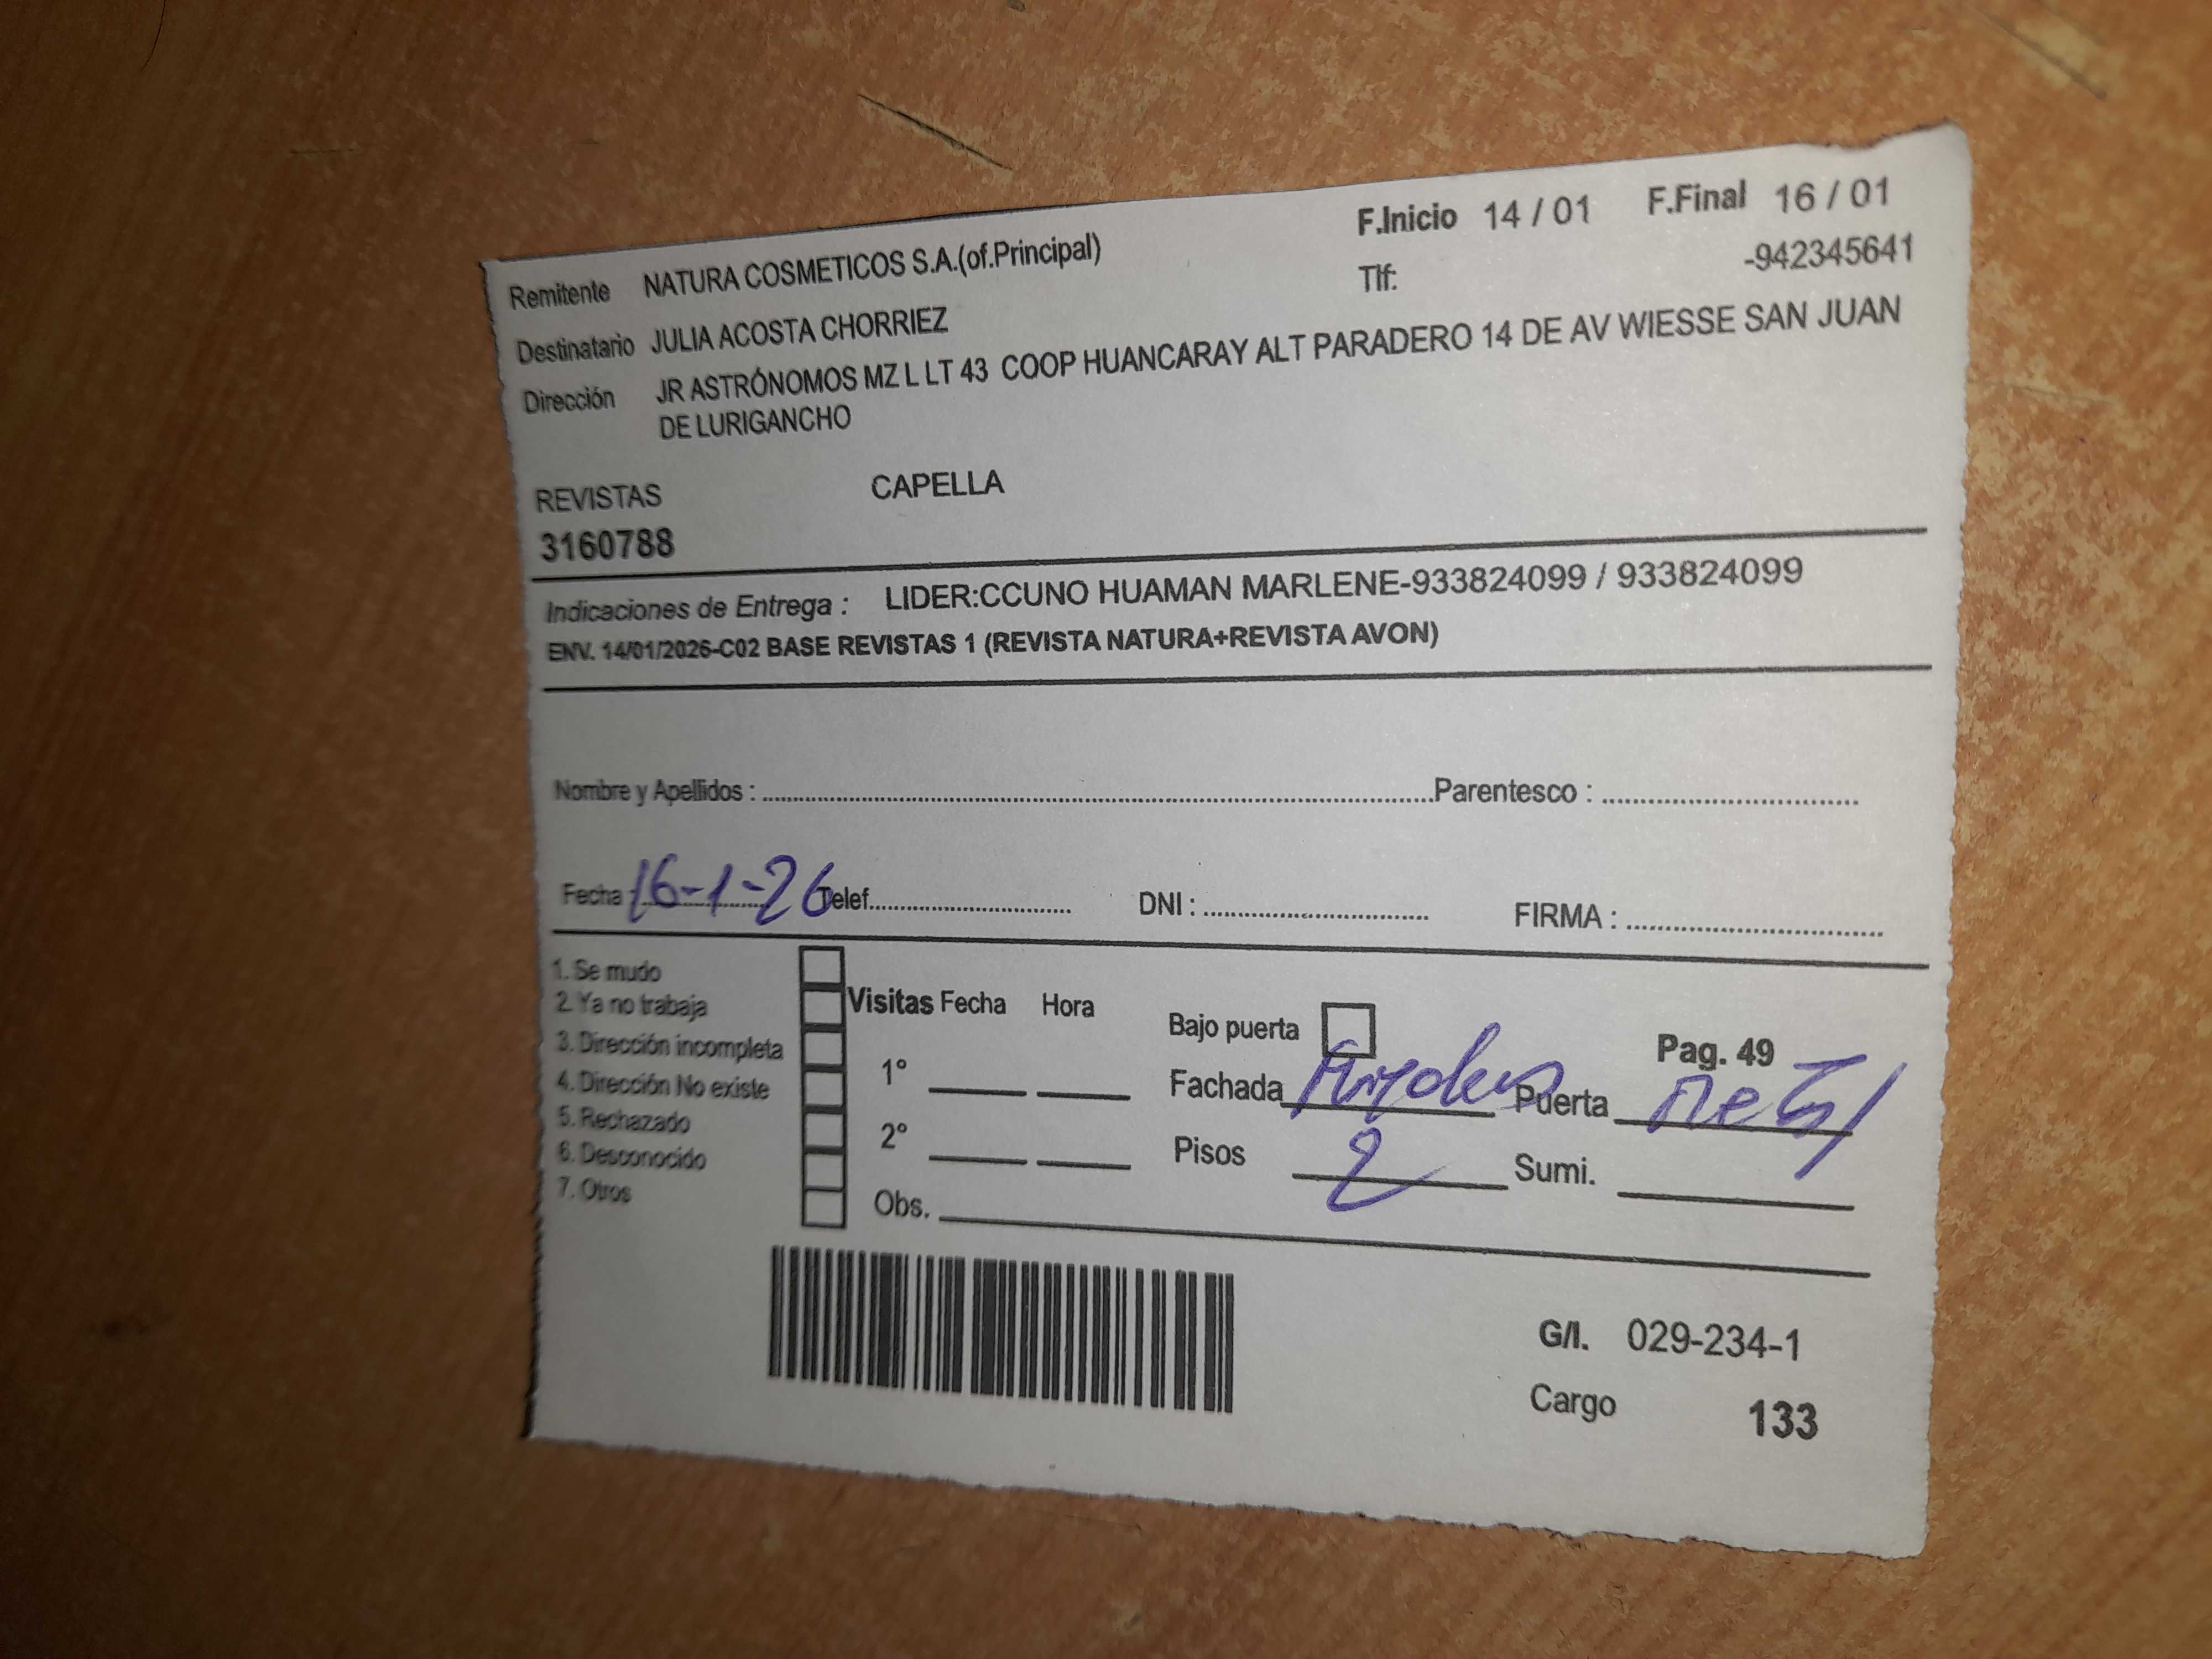 F.Inicio 14 / 01 F.Final 16 / 01
Remitente NATURA COSMETICOS S.A.(of.Principal) Tlf: -942345641
Destinatario JULIA ACOSTA CHORRIEZ
Dirección JR ASTRÓNOMOS MZ L LT 43 COOP HUANCARAY ALT PARADERO 14 DE AV WIESSE SAN JUAN
DE LURIGANCHO
REVISTAS CAPELLA
3160788
Indicaciones de Entrega : LIDER:CCUNO HUAMAN MARLENE-933824099 / 933824099
ENV. 14/01/2026-C02 BASE REVISTAS 1 (REVISTA NATURA+REVISTA AVON)
Nombre y Apellidos : Parentesco :
Fecha : 16-1-26 Telef. DNI : FIRMA :
1. Se mudo
2. Ya no trabaja
3. Dirección incompleta
4. Dirección No existe
5. Rechazado
6. Desconocido
7. Otros
Visitas Fecha Hora
1°
2°
Obs.
Bajo puerta Pag. 49
Fachada Puerta
Pisos 2 Sumi.
G/I. 029-234-1
Cargo 133